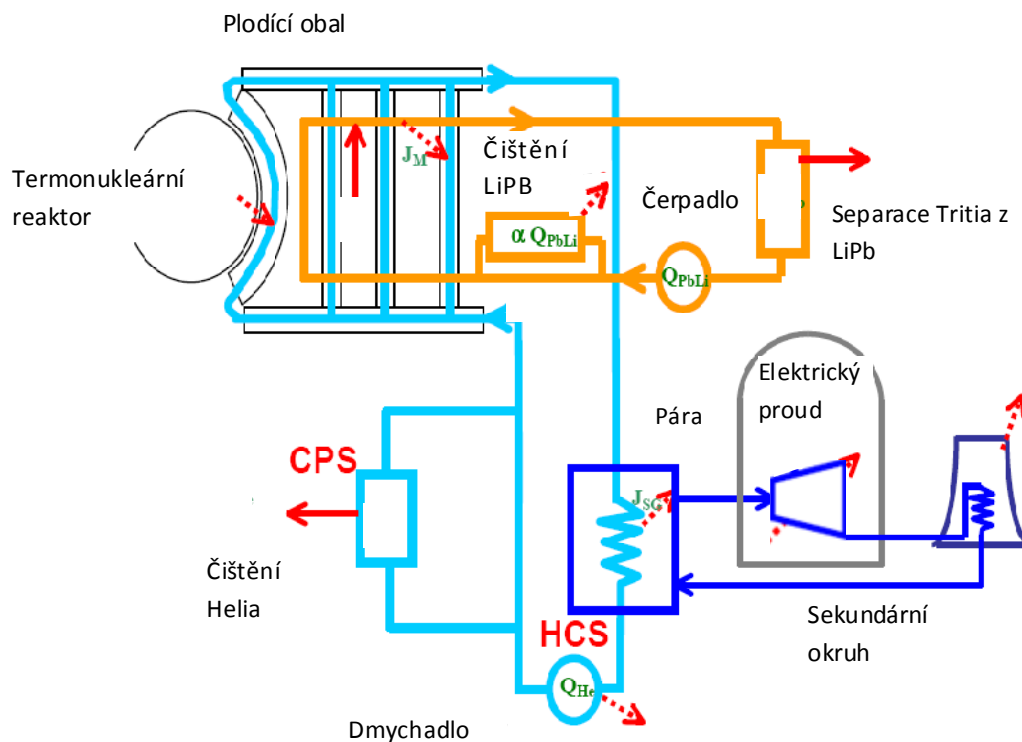 Plodící obal
Termonukleární
reaktor
J_M
Čištění
LiPB
α Q_PbLi
Čerpadlo
Q_PbLi
Separace Tritia z
LiPb
Elektrický
proud
Pára
CPS
J_SG
Čištění
Helia
HCS
Q_He
Sekundární
okruh
Dmychadlo